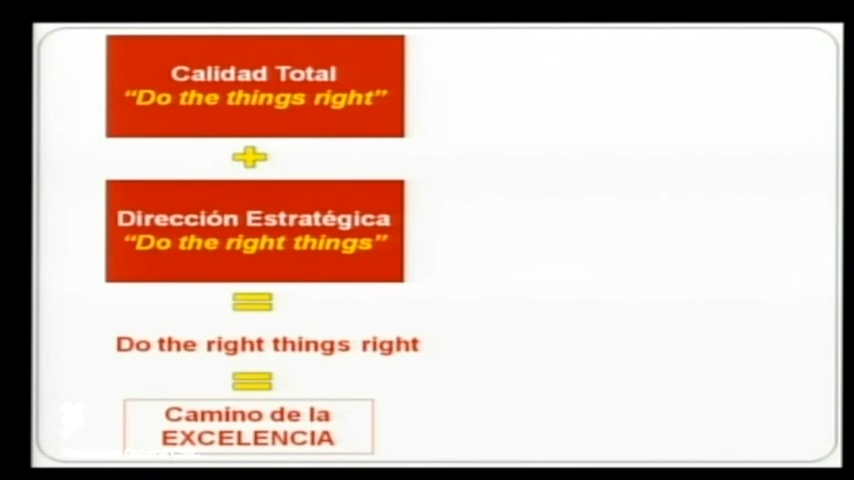 Calidad Total
“Do the things right”
+
Dirección Estratégica
“Do the right things”
=
Do the right things right
=
Camino de la
EXCELENCIA